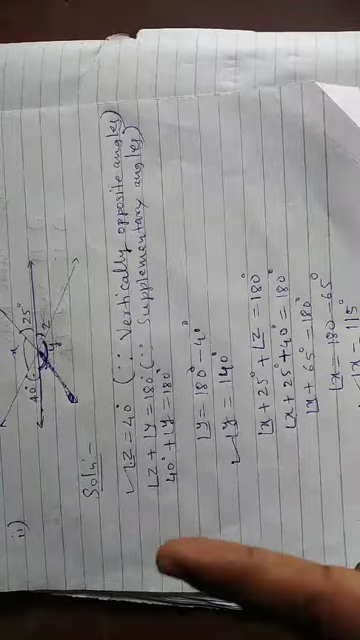 ii)
40° x 25°
y z
Solⁿ:-
∠z = 40° (∵ Vertically opposite angles)
∠z + ∠y = 180° (∵ Supplementary angles)
40° + ∠y = 180°
∠y = 180° - 4°
∠y = 140°
∠x + 25° + ∠z = 180°
∠x + 25° + 40° = 180°
∠x + 65° = 180°
∠x = 180 - 65°
∠x = 115°